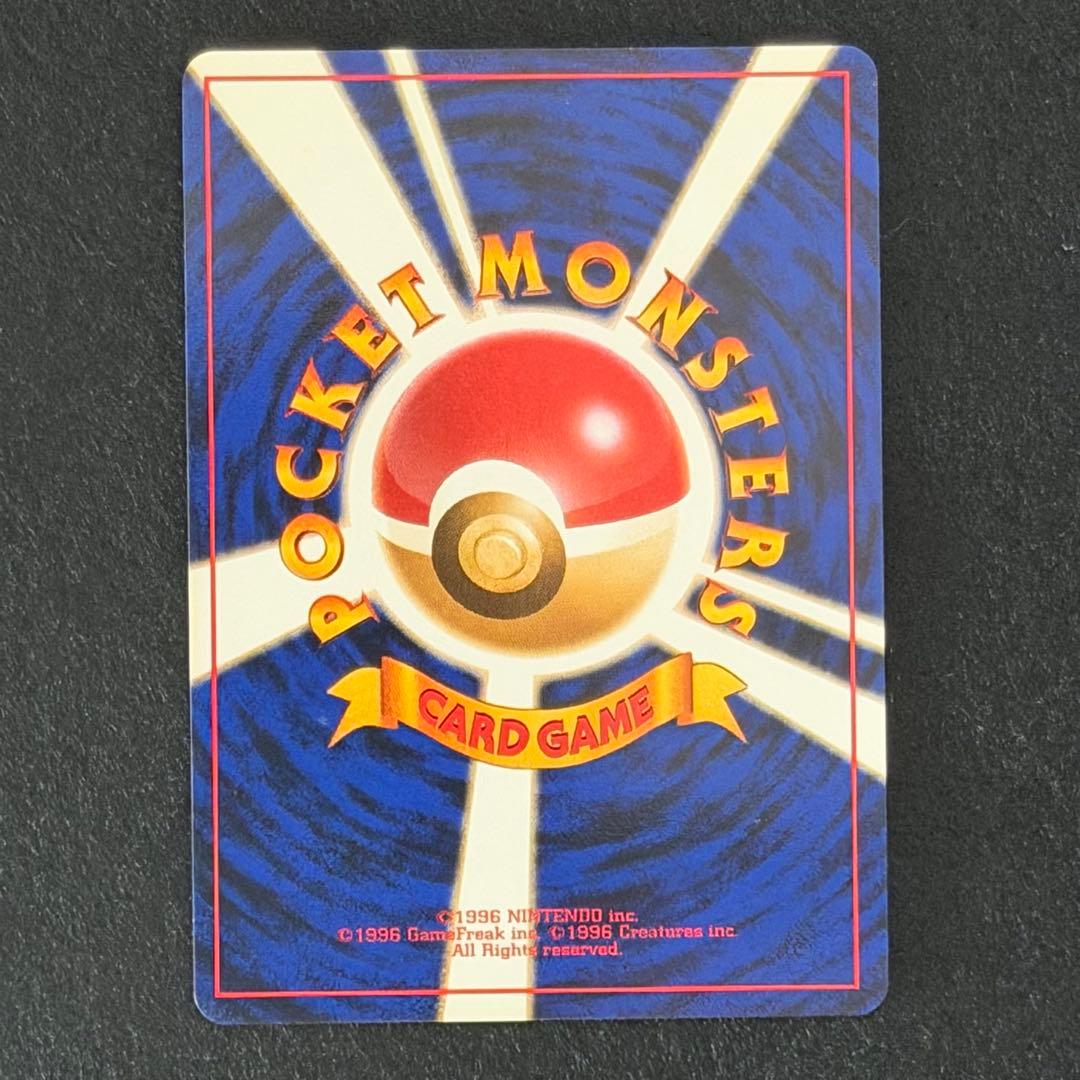 POCKET MONSTERS
CARD GAME
©1996 NINTENDO inc.
©1996 GameFreak inc. ©1996 Creatures inc.
All Rights reserved.